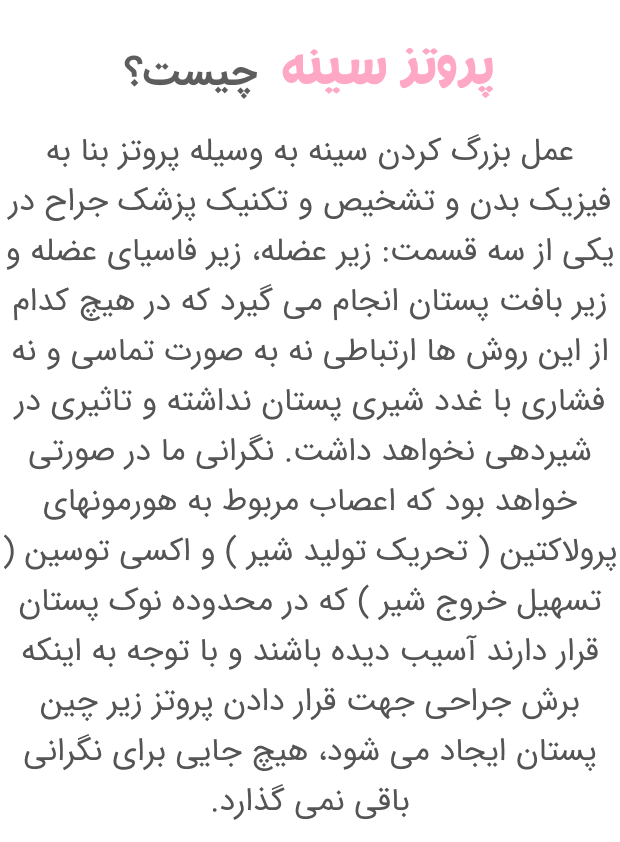 پروتز سینه چیست؟
عمل بزرگ کردن سینه به وسیله پروتز بنا به
فیزیک بدن و تشخیص و تکنیک پزشک جراح در
یکی از سه قسمت: زیر عضله، زیر فاسیای عضله و
زیر بافت پستان انجام می گیرد که در هیچ کدام
از این روش ها ارتباطی نه به صورت تماسی و نه
فشاری با غدد شیری پستان نداشته و تاثیری در
شیردهی نخواهد داشت. نگرانی ما در صورتی
خواهد بود که اعصاب مربوط به هورمونهای
پرولاکتین ( تحریک تولید شیر ) و اکسی توسین (
تسهیل خروج شیر ) که در محدوده نوک پستان
قرار دارند آسیب دیده باشند و با توجه به اینکه
برش جراحی جهت قرار دادن پروتز زیر چین
پستان ایجاد می شود، هیچ جایی برای نگرانی
باقی نمی گذارد.